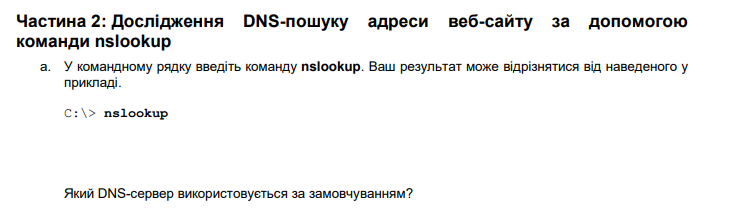 Частина 2: Дослідження DNS-пошуку адреси веб-сайту за допомогою
команди nslookup
a. У командному рядку введіть команду nslookup. Ваш результат може відрізнятися від наведеного у
прикладі.
C:\> nslookup
Який DNS-сервер використовується за замовчуванням?